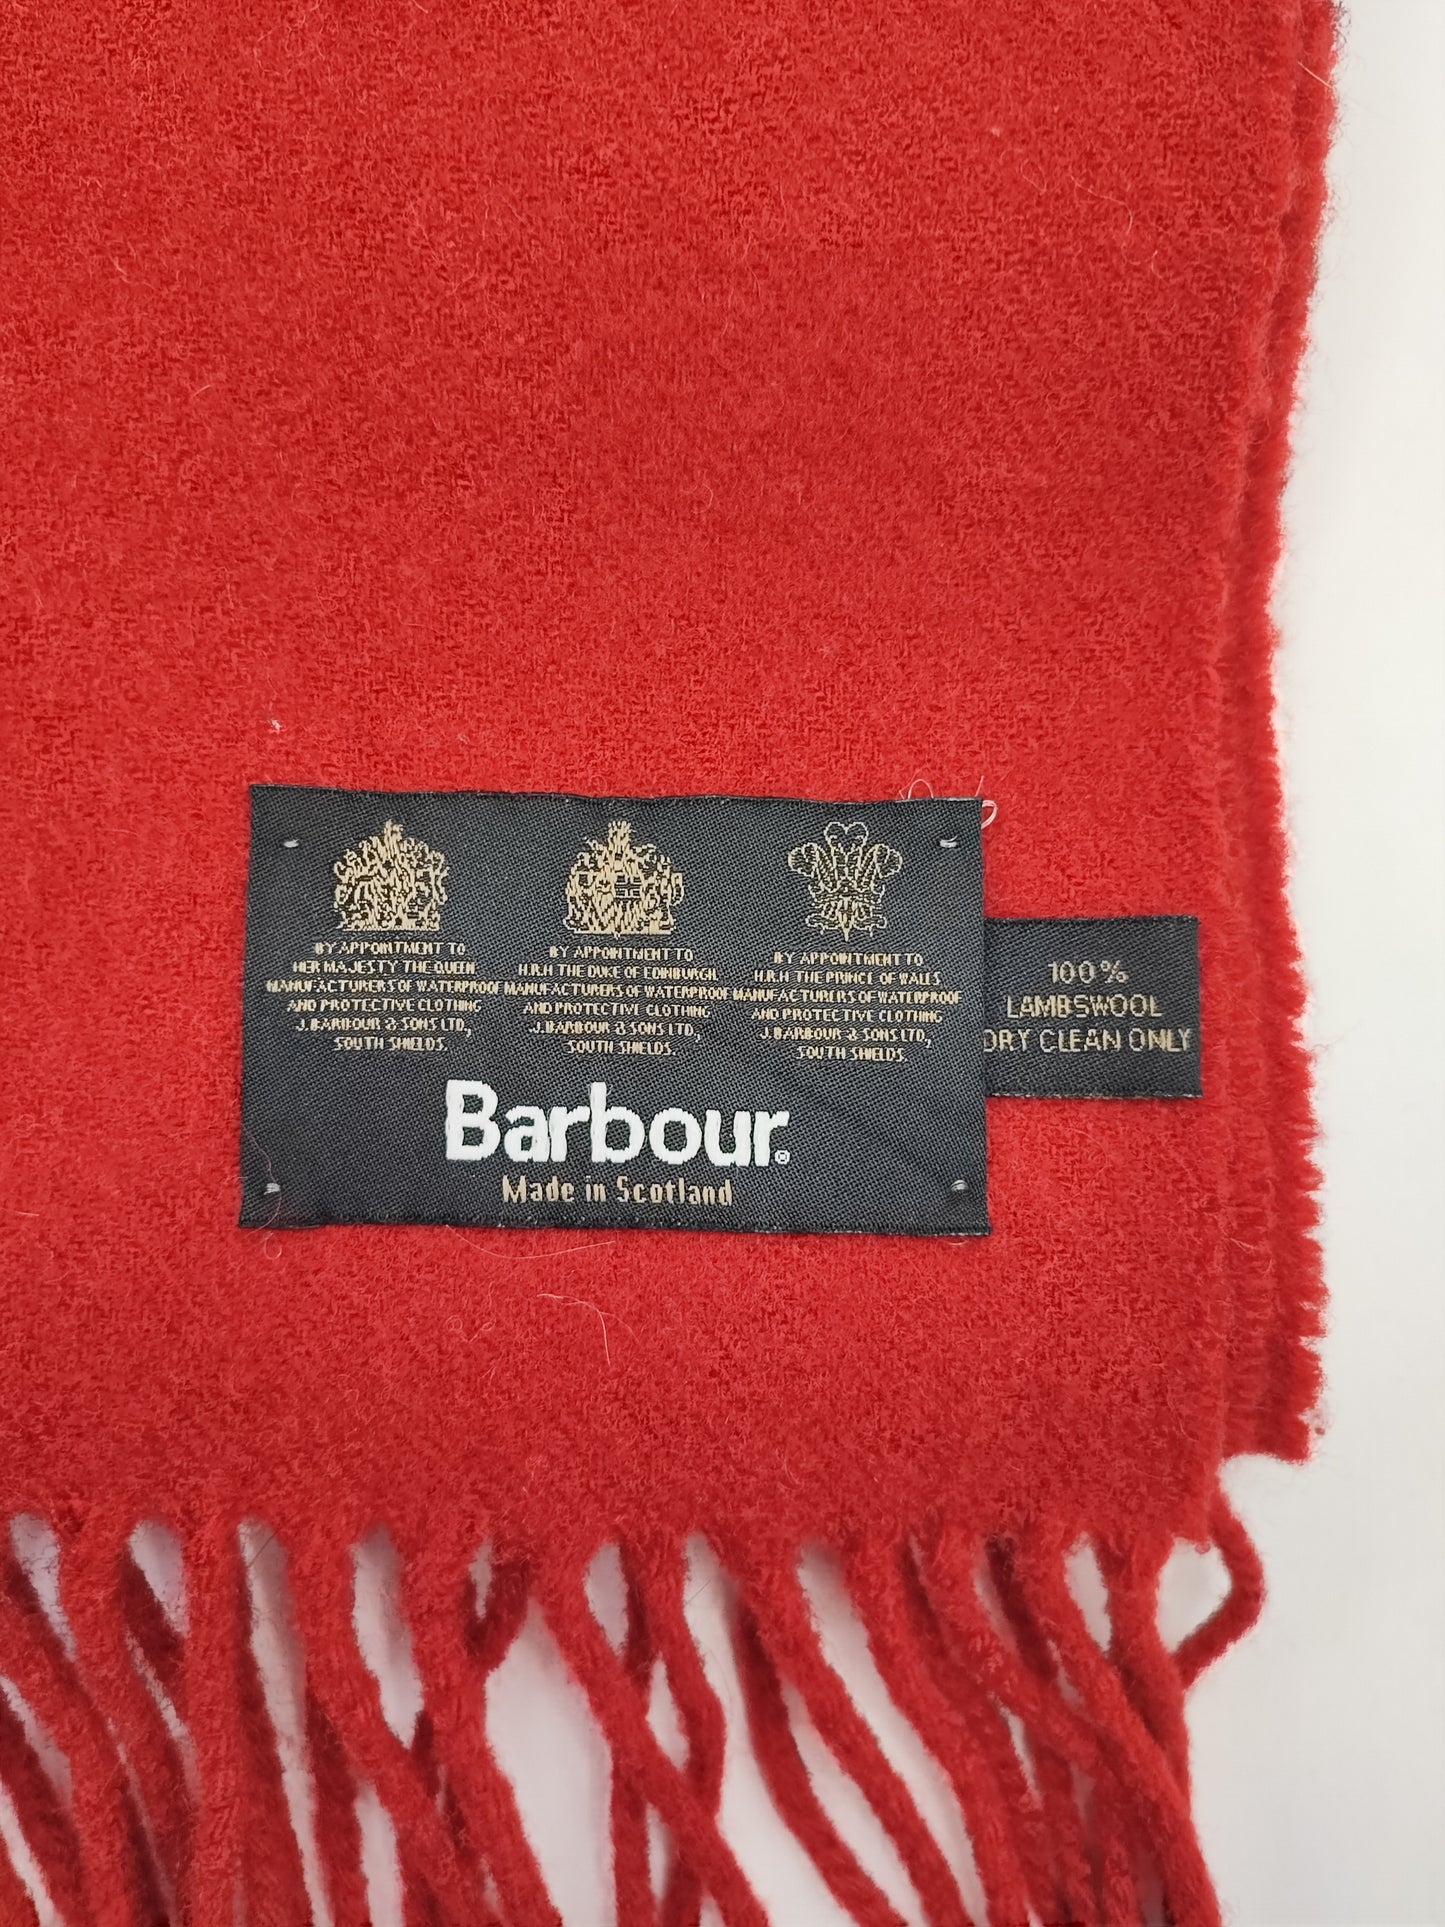 BY APPOINTMENT TO
HER MAJESTY THE QUEEN
MANUFACTURERS OF WATERPROOF
AND PROTECTIVE CLOTHING
J. BARBOUR & SONS LTD.,
SOUTH SHIELDS.
BY APPOINTMENT TO
H.R.H THE DUKE OF EDINBURGH
MANUFACTURERS OF WATERPROOF
AND PROTECTIVE CLOTHING
J. BARBOUR & SONS LTD.,
SOUTH SHIELDS.
BY APPOINTMENT TO
H.R.H THE PRINCE OF WALES
MANUFACTURERS OF WATERPROOF
AND PROTECTIVE CLOTHING
J. BARBOUR & SONS LTD.,
SOUTH SHIELDS.
Barbour®
Made in Scotland
100%
LAMBSWOOL
DRY CLEAN ONLY